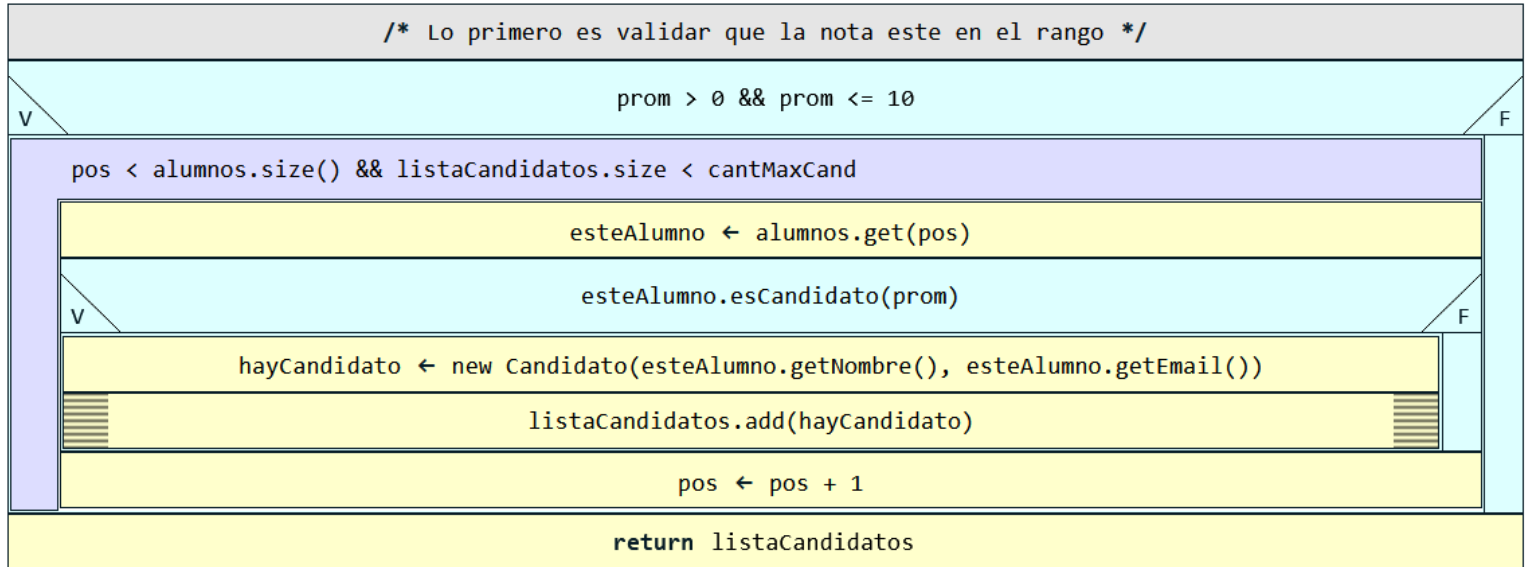 /* Lo primero es validar que la nota este en el rango */
prom > 0 && prom <= 10
V
F
pos < alumnos.size() && listaCandidatos.size < cantMaxCand
esteAlumno ← alumnos.get(pos)
esteAlumno.esCandidato(prom)
V
F
hayCandidato ← new Candidato(esteAlumno.getNombre(), esteAlumno.getEmail())
listaCandidatos.add(hayCandidato)
pos ← pos + 1
return listaCandidatos